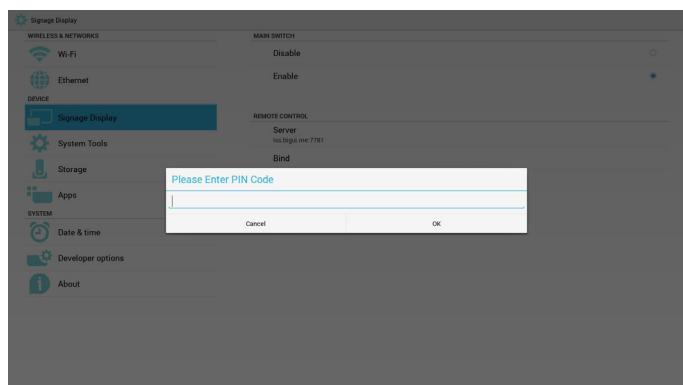 Signage Display
WIRELESS & NETWORKS
Wi-Fi
Ethernet
DEVICE
Signage Display
System Tools
Storage
Apps
SYSTEM
Date & time
Developer options
About
MAIN SWITCH
Disable
Enable
REMOTE CONTROL
Server
Bind
Please Enter PIN Code
Cancel
OK